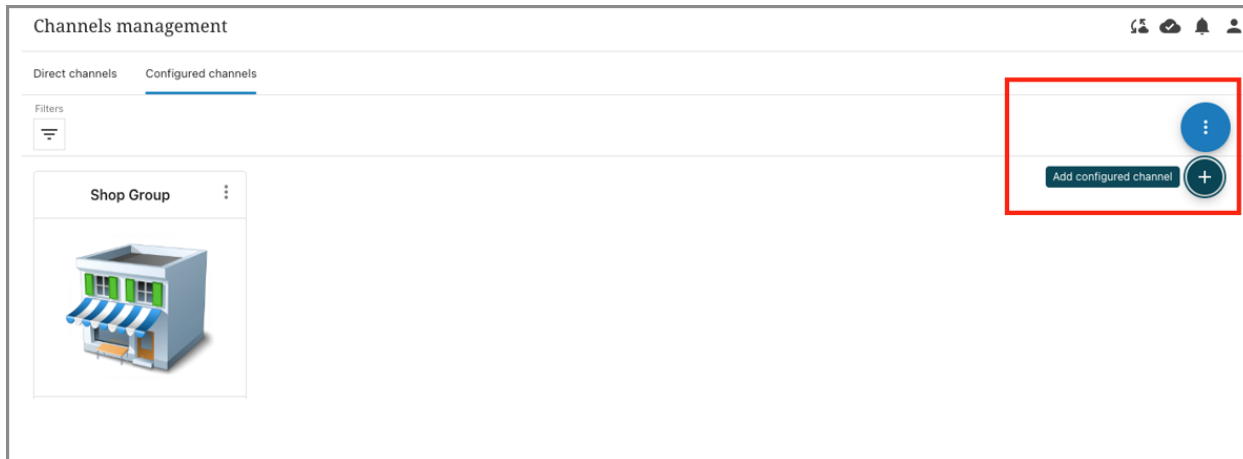 Channels management
Direct channels
Configured channels
Filters
Add configured channel
Shop Group